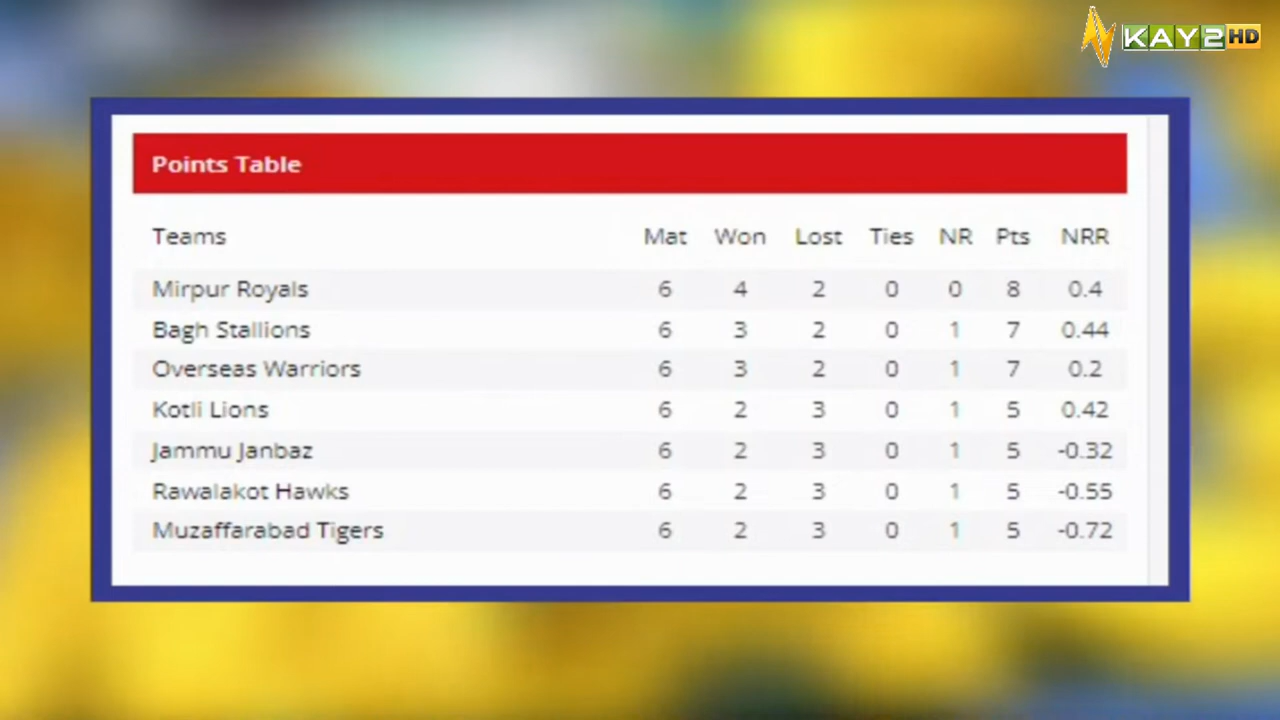 KAY2 HD
Points Table
Teams Mat Won Lost Ties NR Pts NRR
Mirpur Royals 6 4 2 0 0 8 0.4
Bagh Stallions 6 3 2 0 1 7 0.44
Overseas Warriors 6 3 2 0 1 7 0.2
Kotli Lions 6 2 3 0 1 5 0.42
Jammu Janbaz 6 2 3 0 1 5 -0.32
Rawalakot Hawks 6 2 3 0 1 5 -0.55
Muzaffarabad Tigers 6 2 3 0 1 5 -0.72